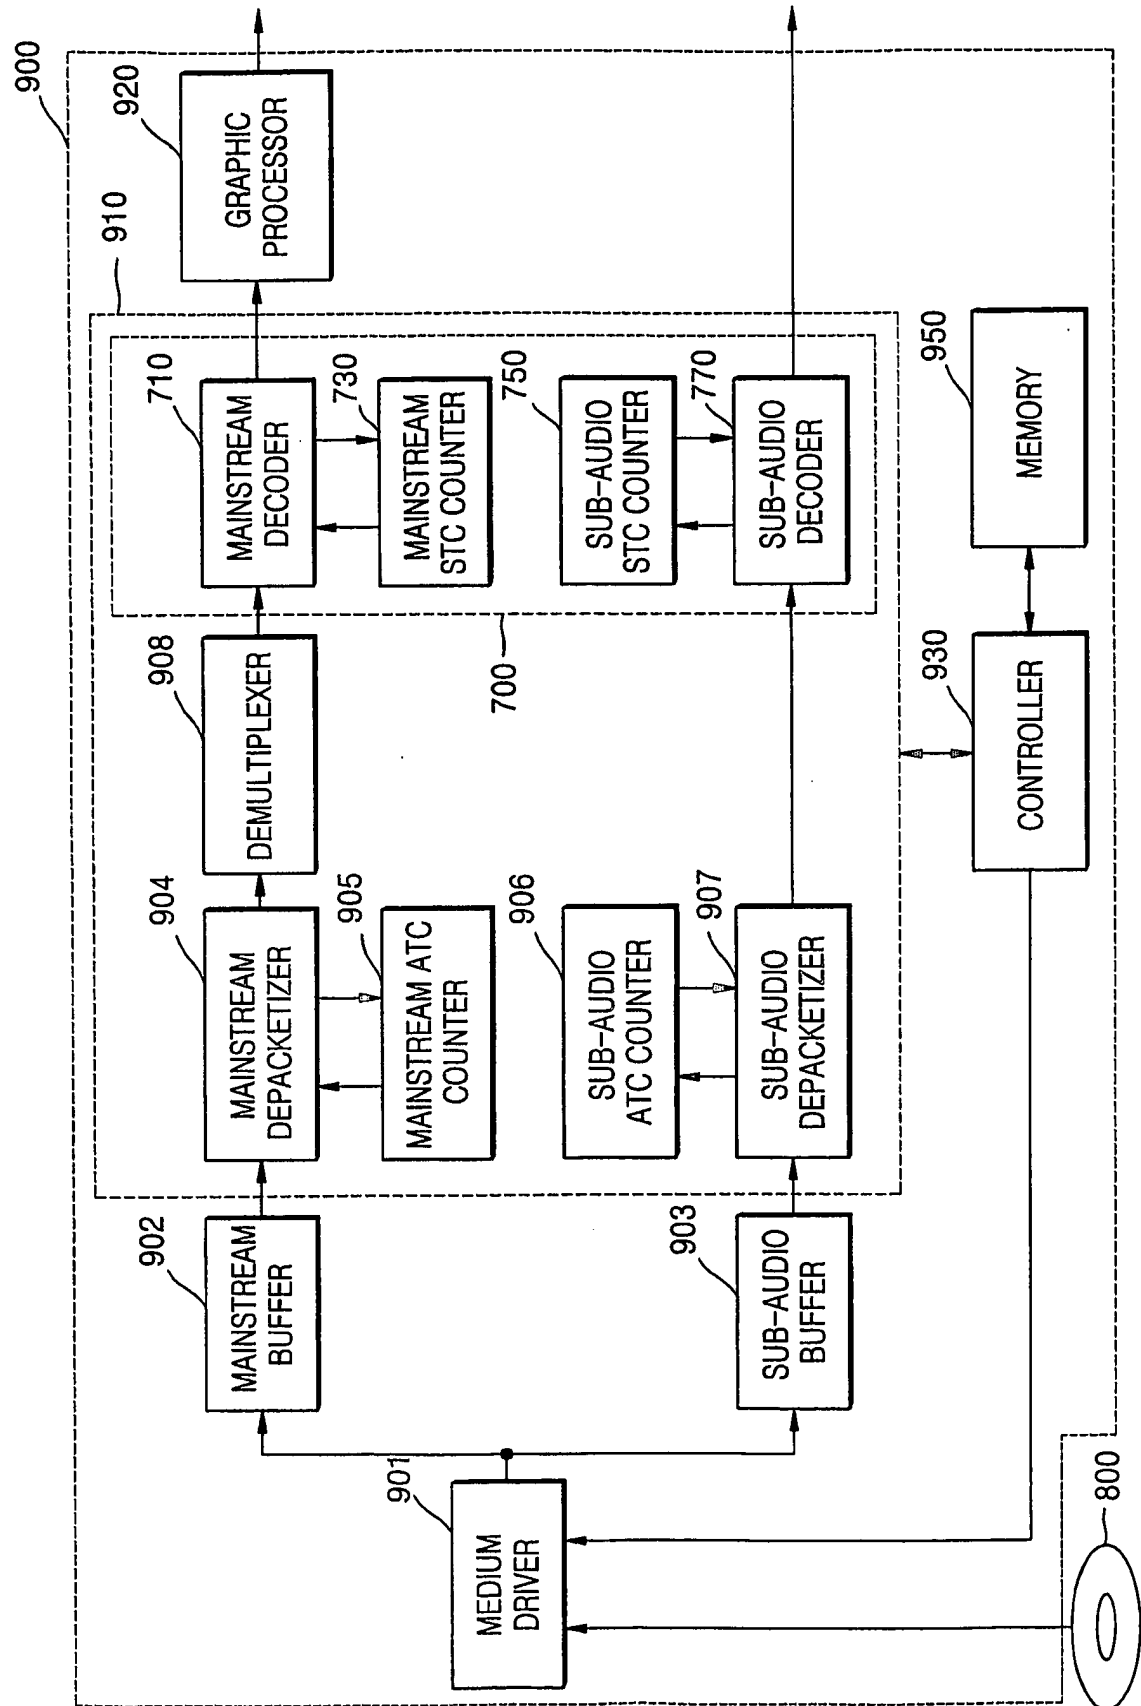 900
920
GRAPHIC
PROCESSOR
910
710
MAINSTREAM
DECODER
730
MAINSTREAM
STC COUNTER
750
SUB-AUDIO
STC COUNTER
770
SUB-AUDIO
DECODER
700
908
DEMULTIPLEXER
904
MAINSTREAM
DEPACKETIZER
905
MAINSTREAM ATC
COUNTER
906
SUB-AUDIO
ATC COUNTER
907
SUB-AUDIO
DEPACKETIZER
902
MAINSTREAM
BUFFER
903
SUB-AUDIO
BUFFER
901
MEDIUM
DRIVER
950
MEMORY
930
CONTROLLER
800